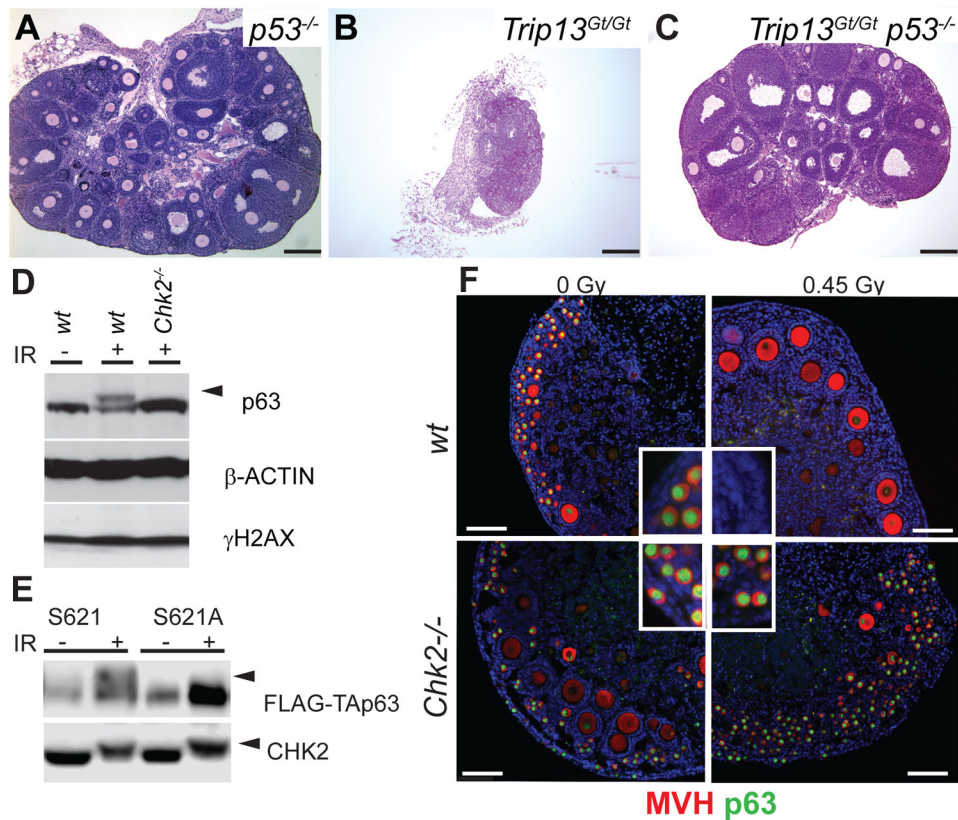 A p53-/-
B Trip13Gt/Gt
C Trip13Gt/Gt p53-/-
D
wt wt Chk2-/-
IR - + +
p63
β-ACTIN
γH2AX
E
S621 S621A
IR - + - +
FLAG-TAp63
CHK2
F
0 Gy 0.45 Gy
wt
Chk2-/-
MVH p63